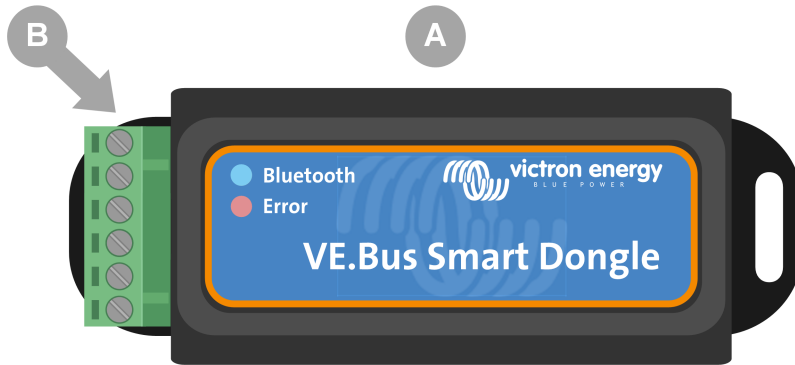 B
A
Bluetooth
Error
victron energy
BLUE POWER
VE.Bus Smart Dongle